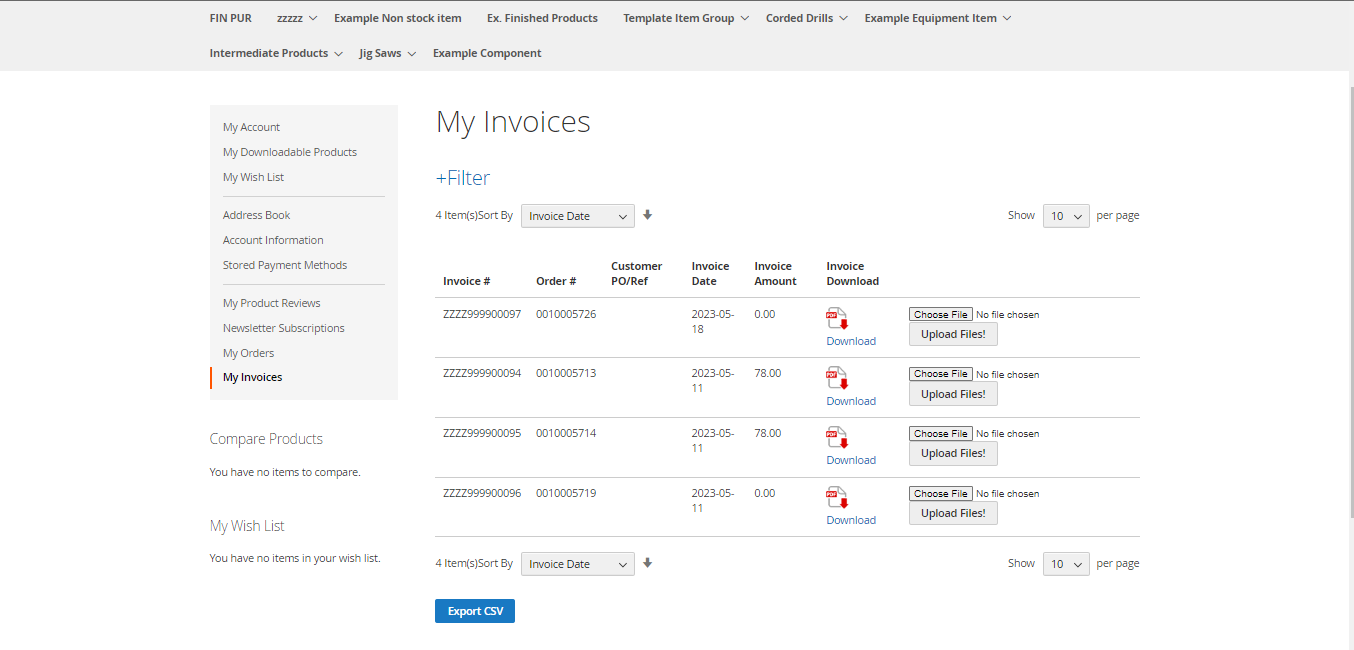 FIN PUR zzzzz Example Non stock item Ex. Finished Products Template Item Group Corded Drills Example Equipment Item
Intermediate Products Jig Saws Example Component
My Account
My Downloadable Products
My Wish List
Address Book
Account Information
Stored Payment Methods
My Product Reviews
Newsletter Subscriptions
My Orders
My Invoices
Compare Products
You have no items to compare.
My Wish List
You have no items in your wish list.
My Invoices
+Filter
4 Item(s)Sort By Invoice Date Show 10 per page
Invoice # Order # Customer PO/Ref Invoice Date Invoice Amount Invoice Download
ZZZZ999900097 0010005726 2023-05- 0.00 PDF Choose File No file chosen
18 Download Upload Files!
ZZZZ999900094 0010005713 2023-05- 78.00 PDF Choose File No file chosen
11 Download Upload Files!
ZZZZ999900095 0010005714 2023-05- 78.00 PDF Choose File No file chosen
11 Download Upload Files!
ZZZZ999900096 0010005719 2023-05- 0.00 PDF Choose File No file chosen
11 Download Upload Files!
4 Item(s)Sort By Invoice Date Show 10 per page
Export CSV